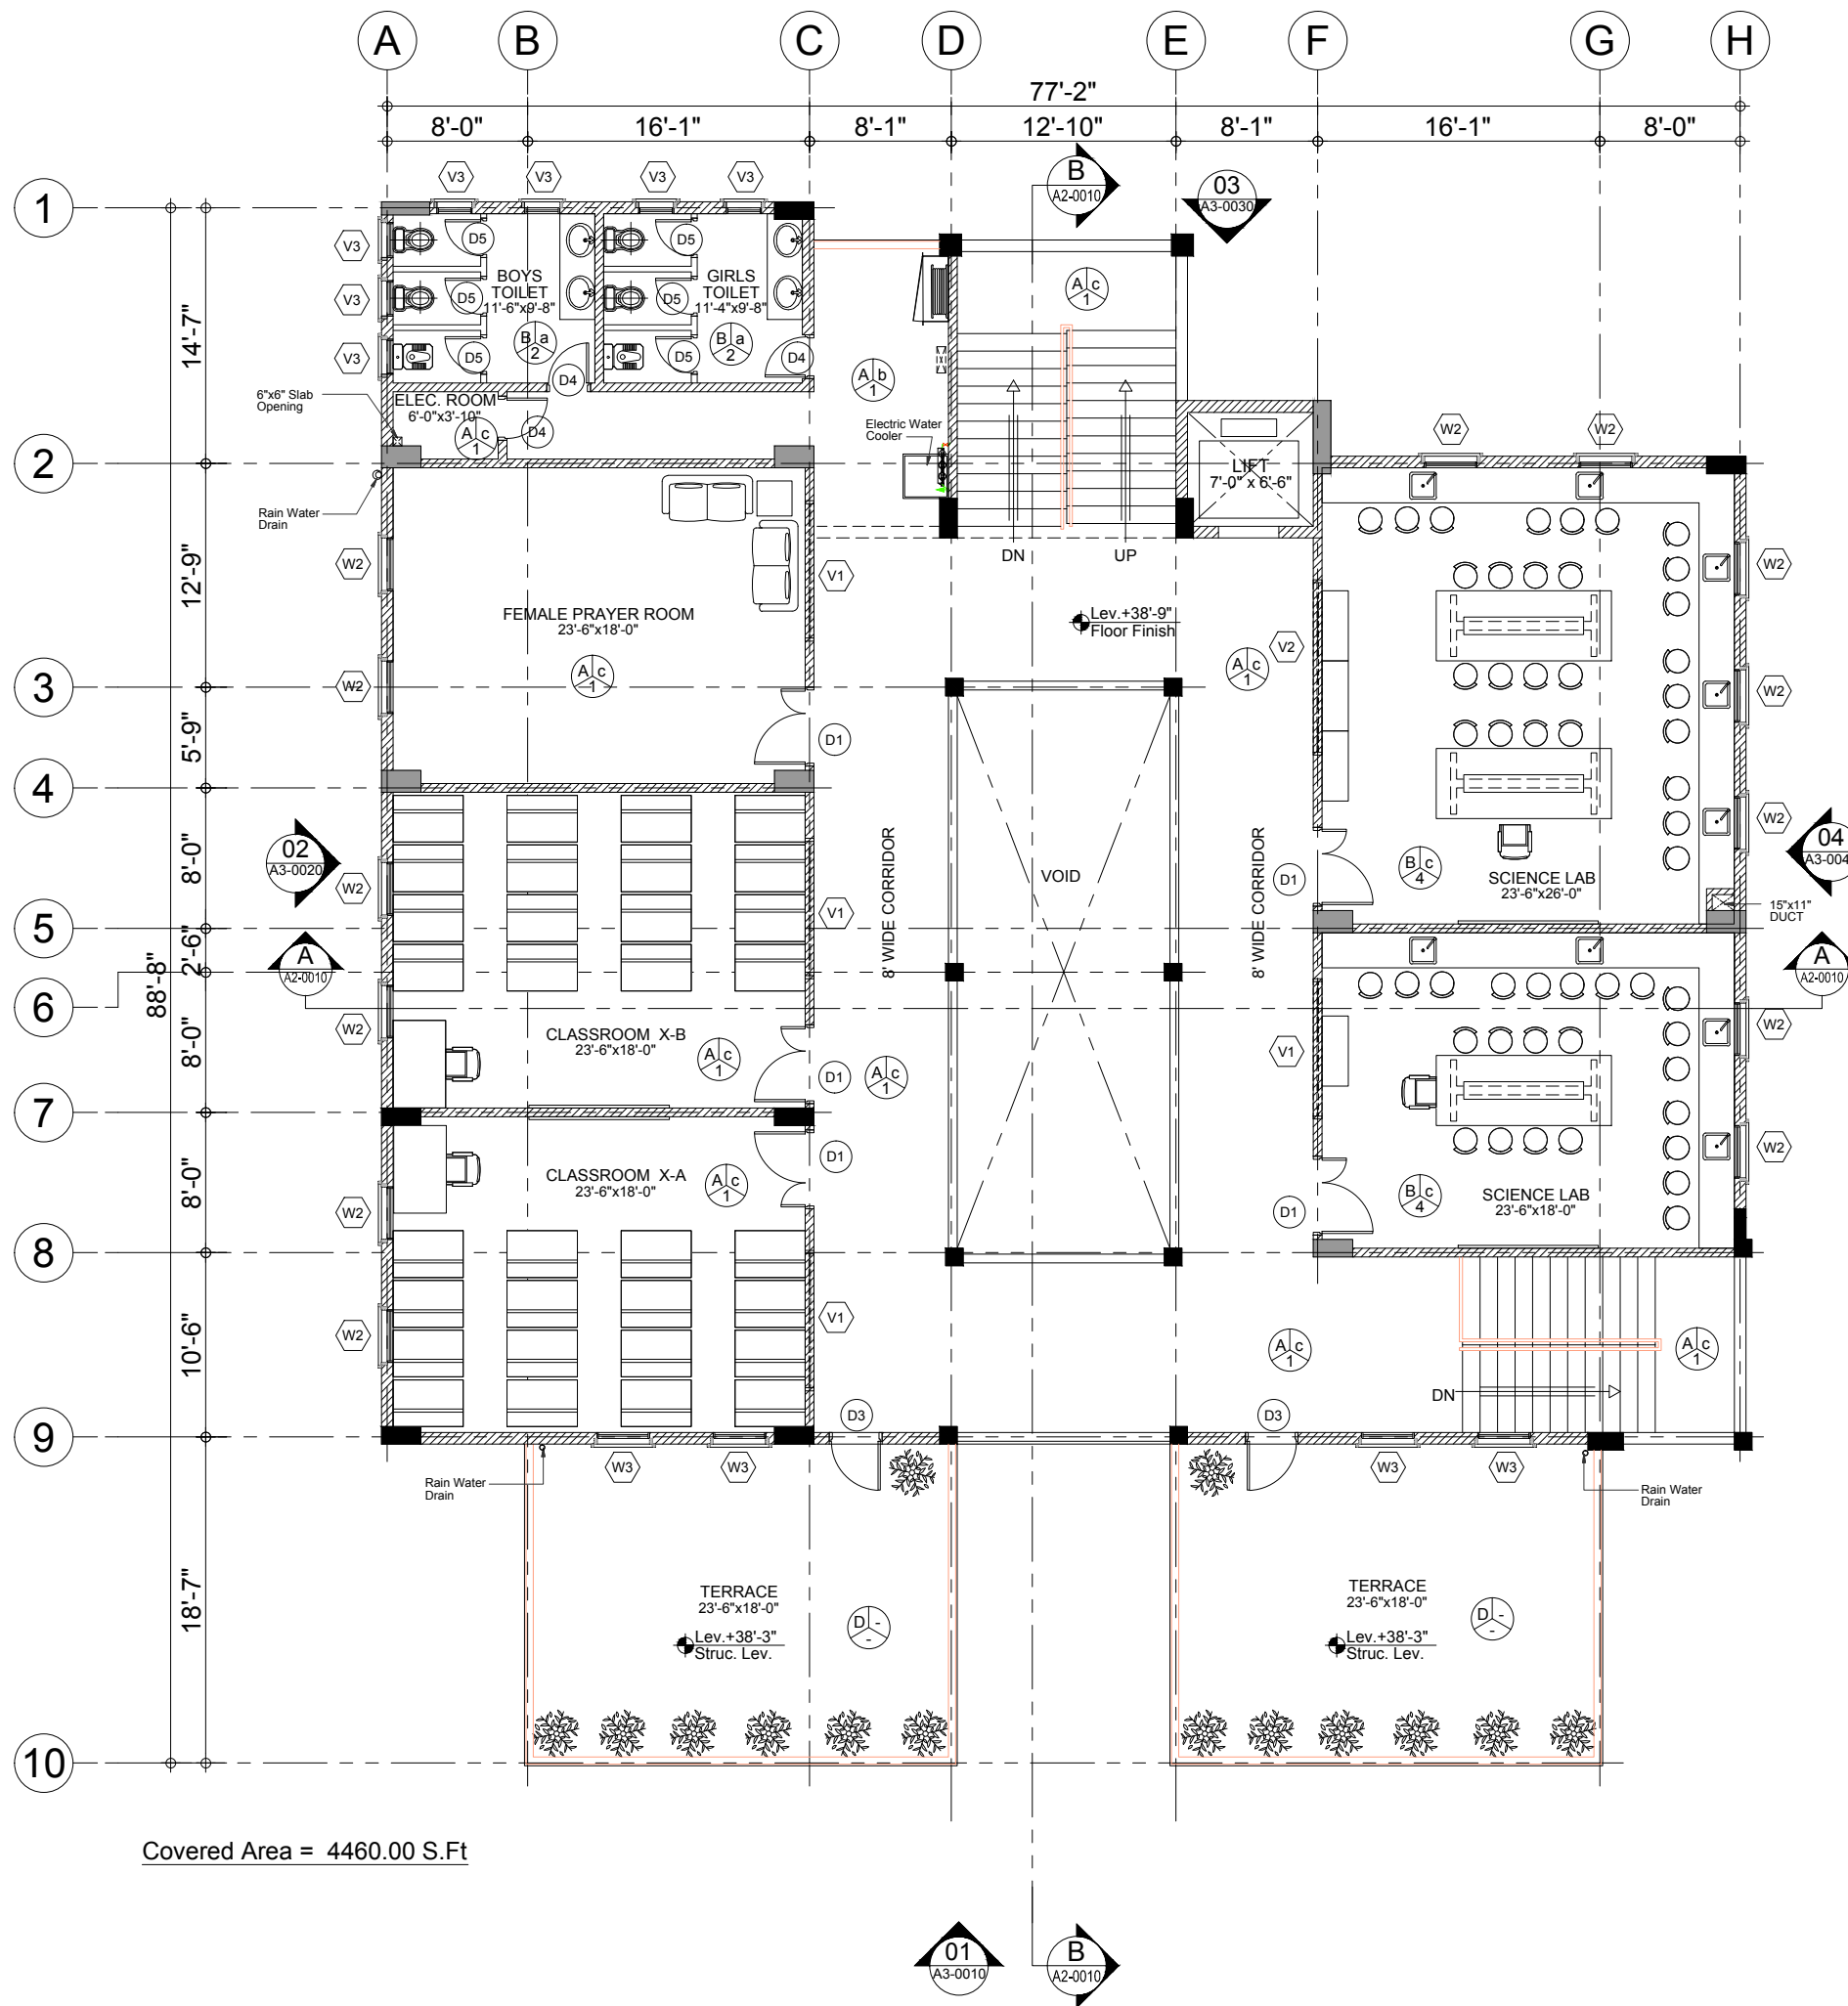 A B C D E F G H
77'-2"
8'-0" 16'-1" 8'-1" 12'-10" 8'-1" 16'-1" 8'-0"
B
A2-0010
03
A3-0030
V3 V3 V3 V3
1
V3
D5 D5
BOYS
TOILET
11'-6"x9'-8"
GIRLS
TOILET
11'-4"x9'-8"
A c
1
V3
D5 D5
14'-7"
B a
2
B a
2
V3
D5 D5 D4
D4
A b
1
6"x6" Slab
Opening
ELEC. ROOM
6'-0"x3'-10"
A c
1
D4
Electric Water
Cooler
W2 W2
2
LIFT
7'-0" x 6'-6"
Rain Water
Drain
DN UP
W2 V1 W2
12'-9"
FEMALE PRAYER ROOM
23'-6"x18'-0"
Lev.+38'-9"
Floor Finish
V2
A c
1
A c
1
3
W2 W2
5'-9"
D1
4
8'-0"
02
A3-0020
W2
V1
8' WIDE CORRIDOR
VOID
8' WIDE CORRIDOR
D1
B c
4
SCIENCE LAB
23'-6"x26'-0"
W2
04
A3-004
15"x11"
DUCT
5
2'-6"
A
A2-0010
A
A2-0010
88'-8"
6
8'-0"
W2
CLASSROOM X-B
23'-6"x18'-0"
A c
1
D1
A c
1
V1
W2
7
D1
W2
8'-0"
CLASSROOM X-A
23'-6"x18'-0"
A c
1
W2
D1
B c
4
SCIENCE LAB
23'-6"x18'-0"
8
10'-6"
W2
V1
A c
1
A c
1
DN
D3 D3
9
W3 W3 W3 W3
Rain Water
Drain
Rain Water
Drain
18'-7"
TERRACE
23'-6"x18'-0"
Lev.+38'-3"
Struc. Lev.
D -
-
TERRACE
23'-6"x18'-0"
Lev.+38'-3"
Struc. Lev.
D -
-
10
Covered Area = 4460.00 S.Ft
01
A3-0010
B
A2-0010